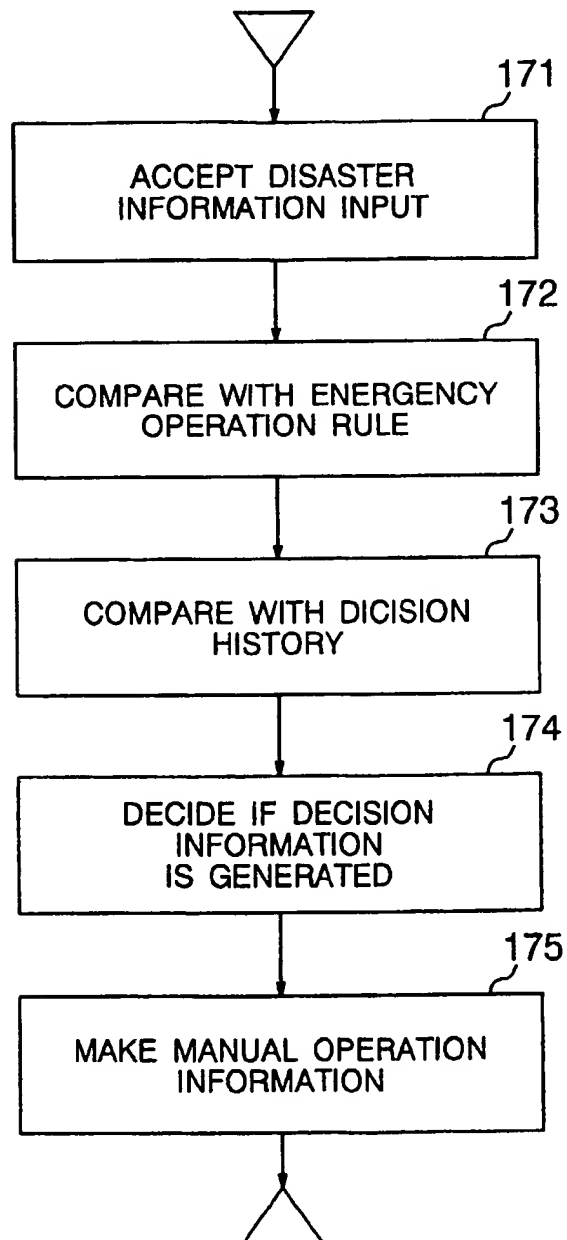 171
ACCEPT DISASTER
INFORMATION INPUT
172
COMPARE WITH ENERGENCY
OPERATION RULE
173
COMPARE WITH DICISION
HISTORY
174
DECIDE IF DECISION
INFORMATION
IS GENERATED
175
MAKE MANUAL OPERATION
INFORMATION